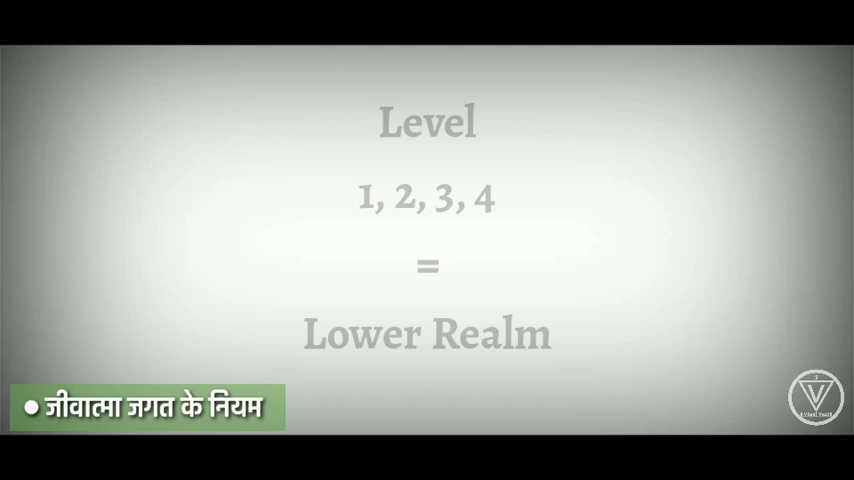 Level
1, 2, 3, 4
=
Lower Realm
जीवात्मा जगत के नियम